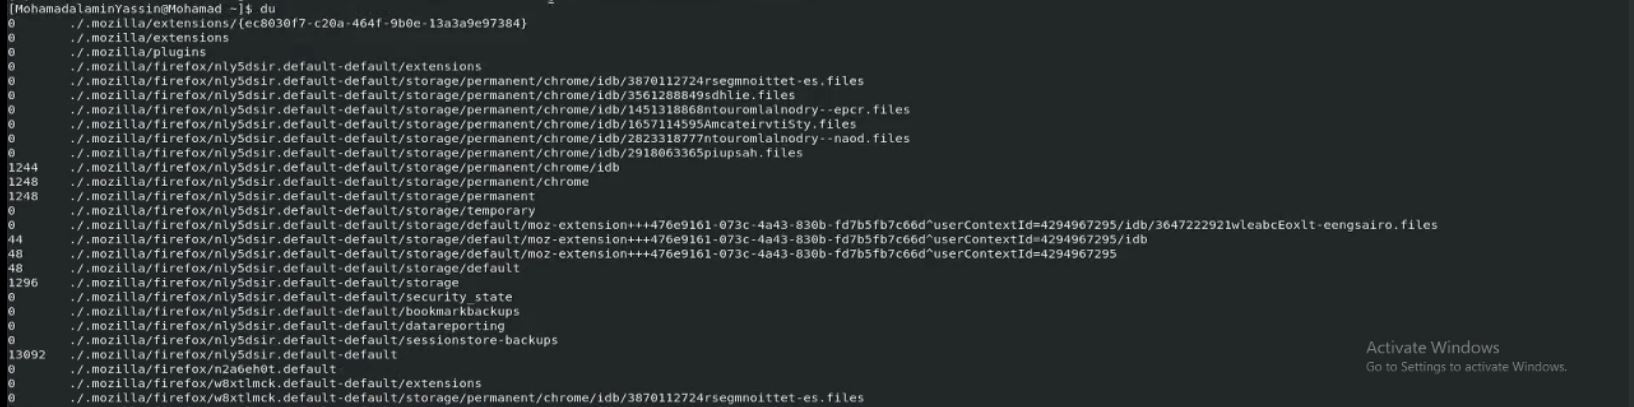 [MohamadalaminYassin@Mohamad ~]$ du
0 ./.mozilla/extensions/{ec8030f7-c20a-464f-9b0e-13a3a9e97384}
0 ./.mozilla/extensions
0 ./.mozilla/plugins
0 ./.mozilla/firefox/nly5dsir.default-default/extensions
0 ./.mozilla/firefox/nly5dsir.default-default/storage/permanent/chrome/idb/3870112724rsegmnoittet-es.files
0 ./.mozilla/firefox/nly5dsir.default-default/storage/permanent/chrome/idb/3561288849sdhlie.files
0 ./.mozilla/firefox/nly5dsir.default-default/storage/permanent/chrome/idb/1451318868ntouromlalnodry--epcr.files
0 ./.mozilla/firefox/nly5dsir.default-default/storage/permanent/chrome/idb/1657114595AmcateirvtiSty.files
0 ./.mozilla/firefox/nly5dsir.default-default/storage/permanent/chrome/idb/2823318777ntouromlalnodry--naod.files
0 ./.mozilla/firefox/nly5dsir.default-default/storage/permanent/chrome/idb/2918063365piupsah.files
1244 ./.mozilla/firefox/nly5dsir.default-default/storage/permanent/chrome/idb
1248 ./.mozilla/firefox/nly5dsir.default-default/storage/permanent/chrome
1248 ./.mozilla/firefox/nly5dsir.default-default/storage/permanent
0 ./.mozilla/firefox/nly5dsir.default-default/storage/temporary
0 ./.mozilla/firefox/nly5dsir.default-default/storage/default/moz-extension+++476e9161-073c-4a43-830b-fd7b5fb7c66d^userContextId=4294967295/idb/3647222921wleabcEoxlt-eengsairo.files
44 ./.mozilla/firefox/nly5dsir.default-default/storage/default/moz-extension+++476e9161-073c-4a43-830b-fd7b5fb7c66d^userContextId=4294967295/idb
48 ./.mozilla/firefox/nly5dsir.default-default/storage/default/moz-extension+++476e9161-073c-4a43-830b-fd7b5fb7c66d^userContextId=4294967295
48 ./.mozilla/firefox/nly5dsir.default-default/storage/default
1296 ./.mozilla/firefox/nly5dsir.default-default/storage
0 ./.mozilla/firefox/nly5dsir.default-default/security_state
0 ./.mozilla/firefox/nly5dsir.default-default/bookmarkbackups
0 ./.mozilla/firefox/nly5dsir.default-default/datareporting
0 ./.mozilla/firefox/nly5dsir.default-default/sessionstore-backups
13092 ./.mozilla/firefox/nly5dsir.default-default
0 ./.mozilla/firefox/n2a6eh0t.default
0 ./.mozilla/firefox/w8xtlmck.default-default/extensions
0 ./.mozilla/firefox/w8xtlmck.default-default/storage/permanent/chrome/idb/3870112724rsegmnoittet-es.files
Activate Windows
Go to Settings to activate Windows.